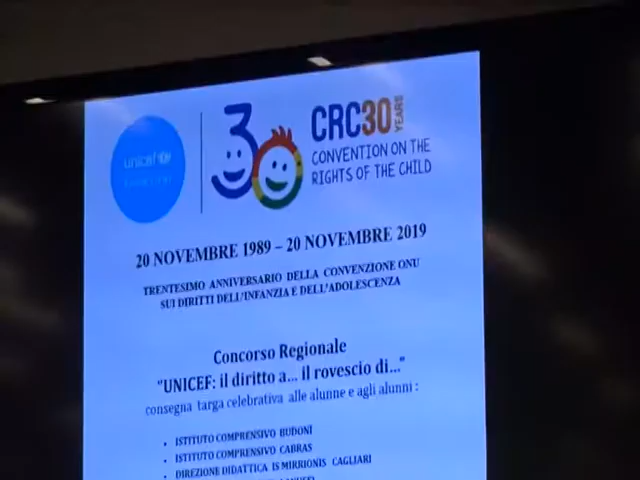 unicef
30
CRC30 YEARS
CONVENTION ON THE
RIGHTS OF THE CHILD
20 NOVEMBRE 1989 – 20 NOVEMBRE 2019
TRENTESIMO ANNIVERSARIO DELLA CONVENZIONE ONU
SUI DIRITTI DELL'INFANZIA E DELL'ADOLESCENZA
Concorso Regionale
"UNICEF: il diritto a... il rovescio di..."
consegna targa celebrativa alle alunne e agli alunni :
• ISTITUTO COMPRENSIVO BUDONI
• ISTITUTO COMPRENSIVO CABRAS
• DIREZIONE DIDATTICA IS MIRRIONIS CAGLIARI